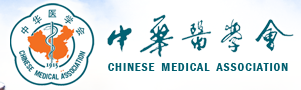 中华医学会
CHINESE MEDICAL ASSOCIATION
1915
中華醫學會
CHINESE MEDICAL ASSOCIATION